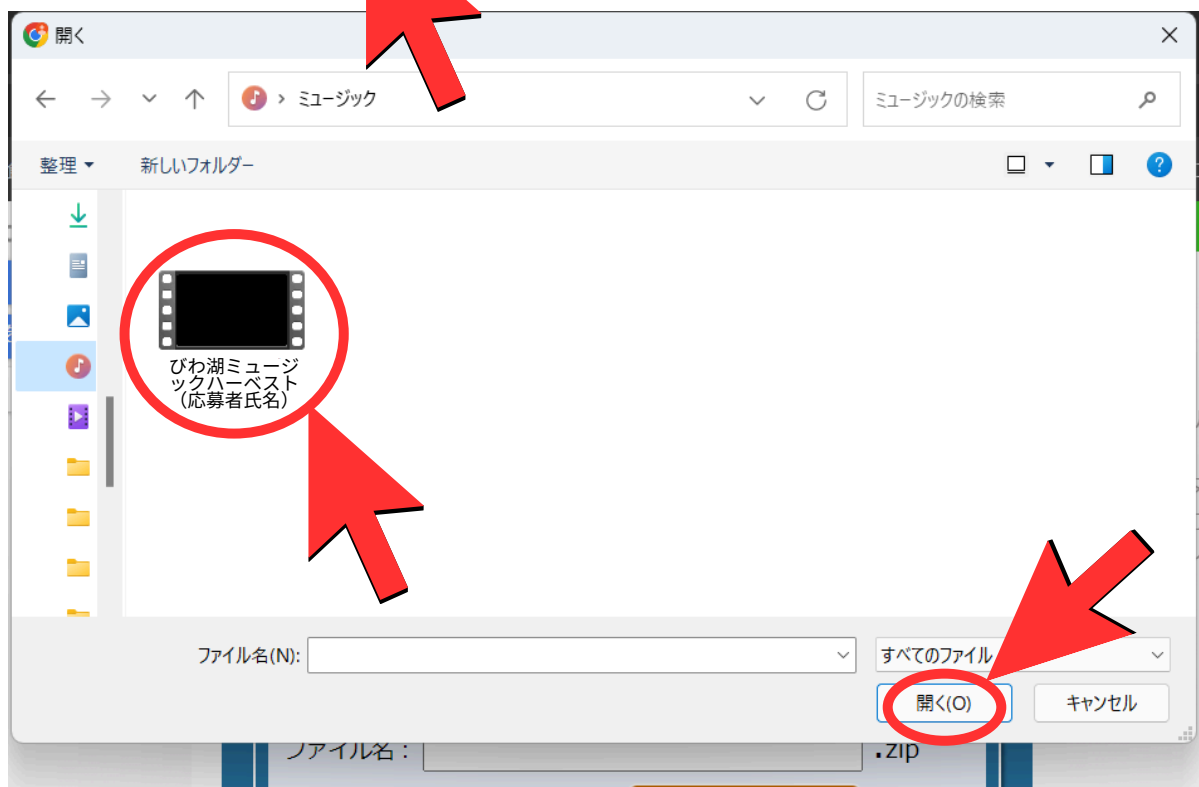 開く
ミュージック
ミュージックの検索
整理
新しいフォルダー
びわ湖ミュージ
ックハーベスト
（応募者氏名）
ファイル名(N):
すべてのファイル
開く(O)
キャンセル
ファイル名：
.zip